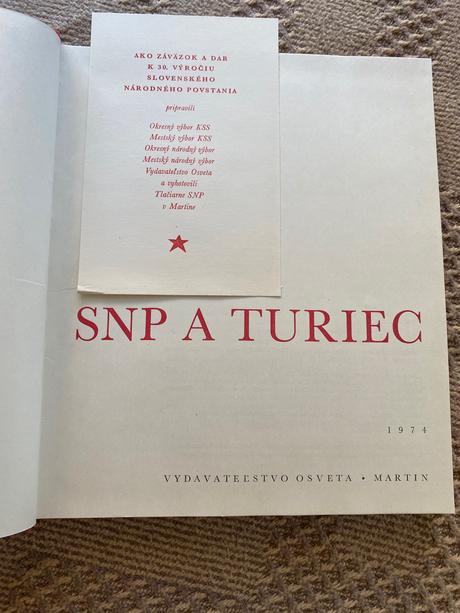 AKO ZÁVÄZOK A DAR
K 30. VÝROČIU
SLOVENSKÉHO
NÁRODNÉHO POVSTANIA
pripravili
Okresný výbor KSS
Mestský výbor KSS
Okresný národný výbor
Mestský národný výbor
Vydavateľstvo Osveta
a vyhotovili
Tlačiarne SNP
v Martine
SNP A TURIEC
1974
VYDAVATEĽSTVO OSVETA • MARTIN